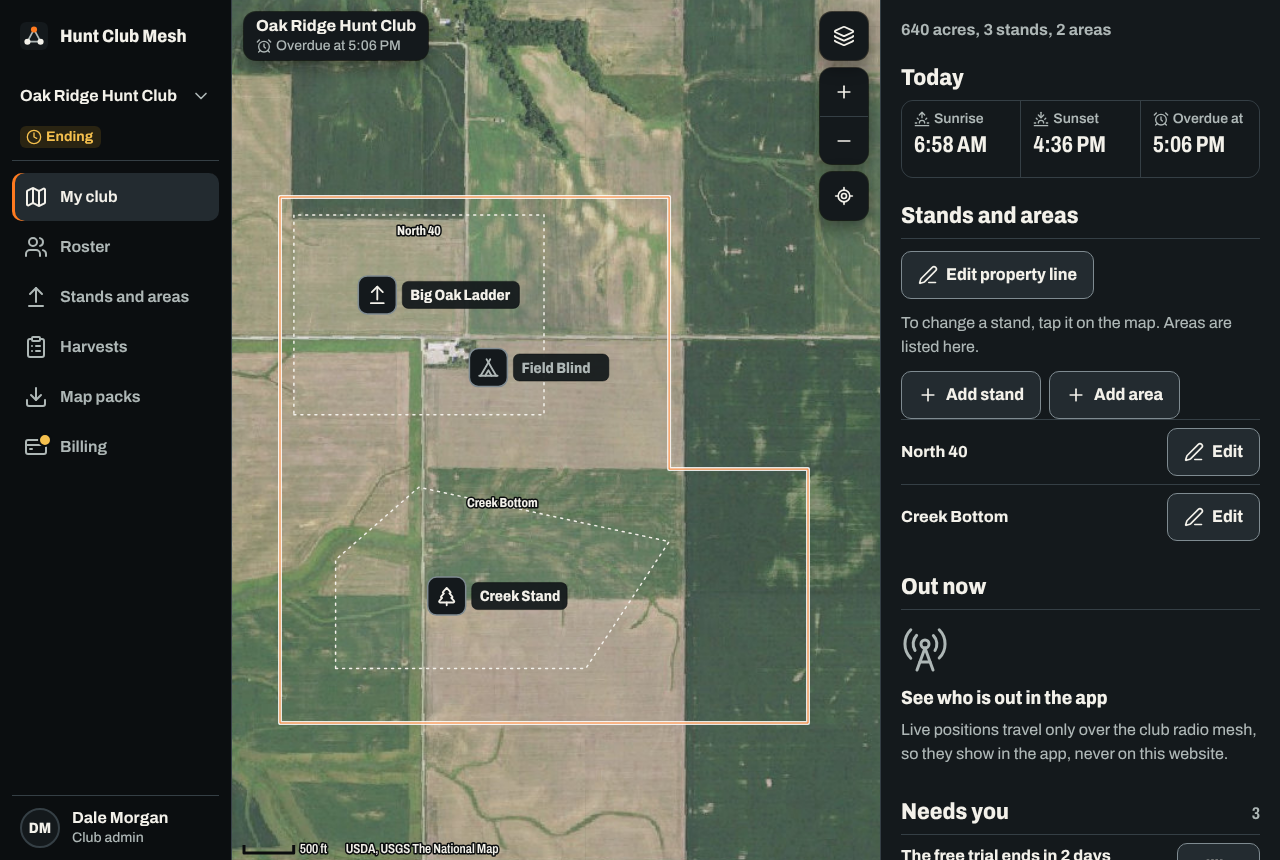 Hunt Club Mesh
Oak Ridge Hunt Club
Ending
My club
Roster
Stands and areas
Harvests
Map packs
Billing
DM
Dale Morgan
Club admin
Oak Ridge Hunt Club
Overdue at 5:06 PM
North 40
Big Oak Ladder
Field Blind
Creek Bottom
Creek Stand
500 ft
USDA, USGS The National Map
640 acres, 3 stands, 2 areas
Today
Sunrise
6:58 AM
Sunset
4:36 PM
Overdue at
5:06 PM
Stands and areas
Edit property line
To change a stand, tap it on the map. Areas are
listed here.
Add stand
Add area
North 40
Edit
Creek Bottom
Edit
Out now
See who is out in the app
Live positions travel only over the club radio mesh,
so they show in the app, never on this website.
Needs you
3
The free trial ends in 2 days